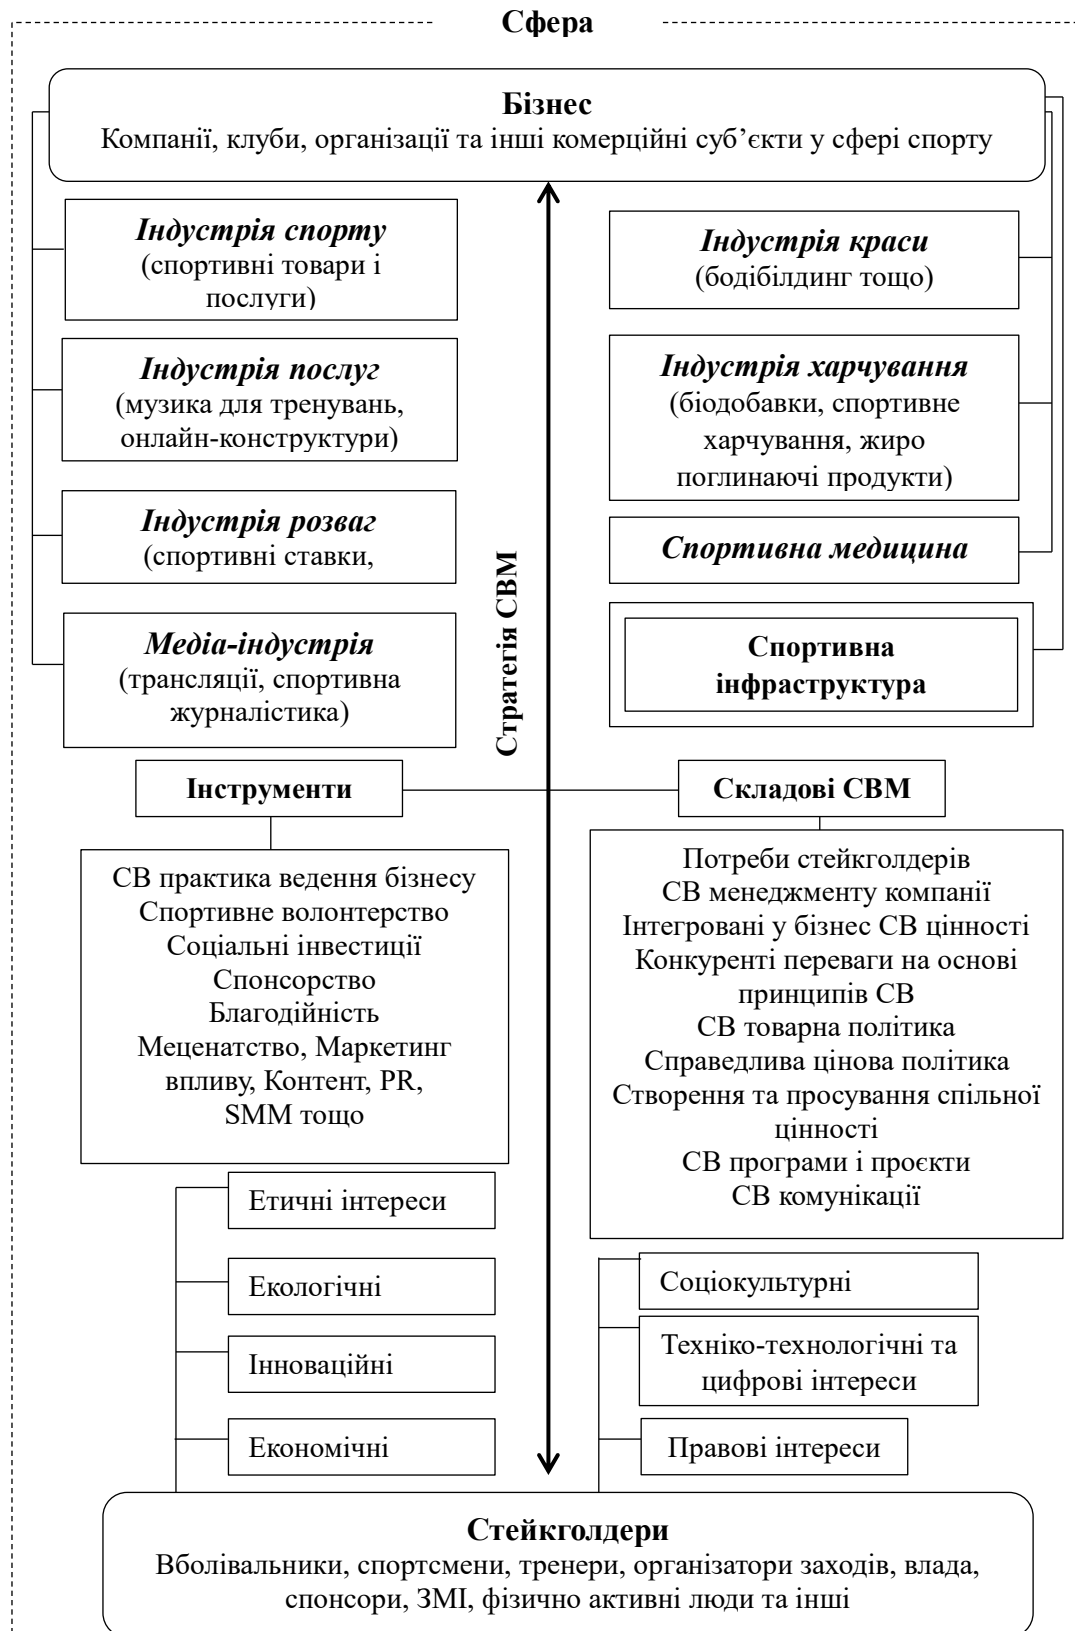 Сфера
Бізнес
Компанії, клуби, організації та інші комерційні суб’єкти у сфері спорту
Індустрія спорту
(спортивні товари і
послуги)
Індустрія послуг
(музика для тренувань,
онлайн-конструктури)
Індустрія розваг
(спортивні ставки,
Медіа-індустрія
(трансляції, спортивна
журналістика)
Стратегія СВМ
Індустрія краси
(бодібілдинг тощо)
Індустрія харчування
(біодобавки, спортивне
харчування, жиро
поглинаючі продукти)
Спортивна медицина
Спортивна
інфраструктура
Інструменти
СВ практика ведення бізнесу
Спортивне волонтерство
Соціальні інвестиції
Спонсорство
Благодійність
Меценатство, Маркетинг
впливу, Контент, PR,
SMM тощо
Складові СВМ
Потреби стейкголдерів
СВ менеджменту компанії
Інтегровані у бізнес СВ цінності
Конкуренті переваги на основі
принципів СВ
СВ товарна політика
Справедлива цінова політика
Створення та просування спільної
цінності
СВ програми і проєкти
СВ комунікації
Етичні інтереси
Екологічні
Інноваційні
Економічні
Соціокультурні
Техніко-технологічні та
цифрові інтереси
Правові інтереси
Стейкголдери
Вболівальники, спортсмени, тренери, організатори заходів, влада,
спонсори, ЗМІ, фізично активні люди та інші